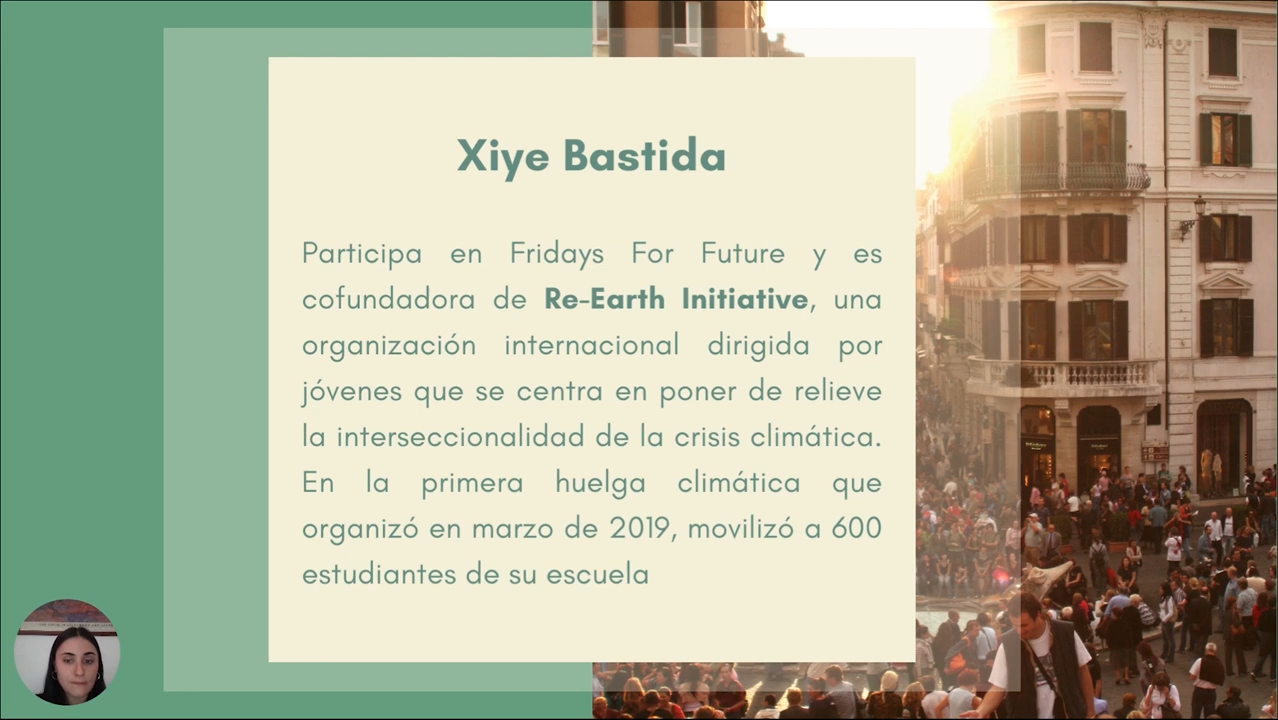 Xiye Bastida
Participa en Fridays For Future y es
cofundadora de Re-Earth Initiative, una
organización internacional dirigida por
jóvenes que se centra en poner de relieve
la interseccionalidad de la crisis climática.
En la primera huelga climática que
organizó en marzo de 2019, movilizó a 600
estudiantes de su escuela